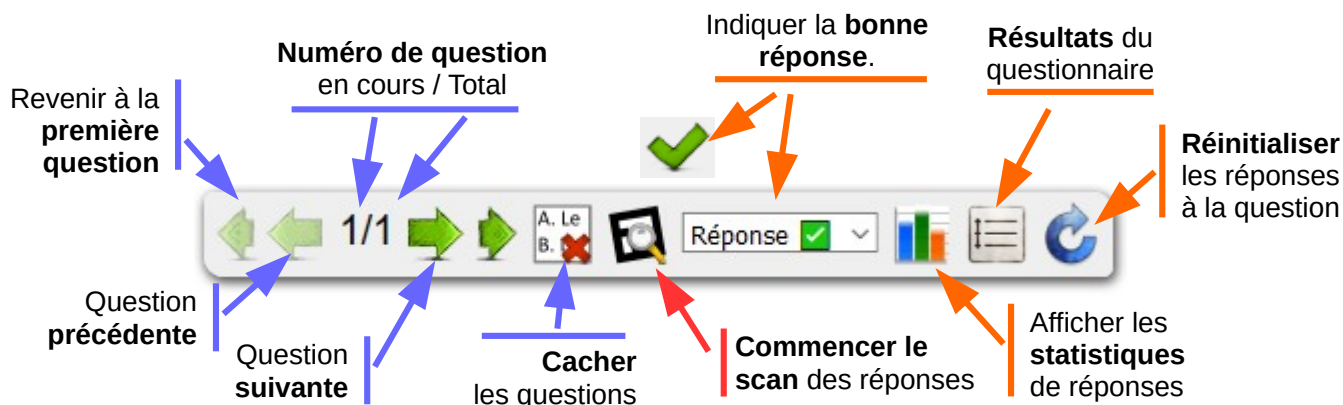 Revenir à la
première
question
Numéro de question
en cours / Total
Indiquer la bonne
réponse.
Résultats du
questionnaire
Réinitialiser
les réponses
à la question
1/1
A. Le
B.
Réponse
Question
précédente
Question
suivante
Cacher
les questions
Commencer le
scan des réponses
Afficher les
statistiques
de réponses